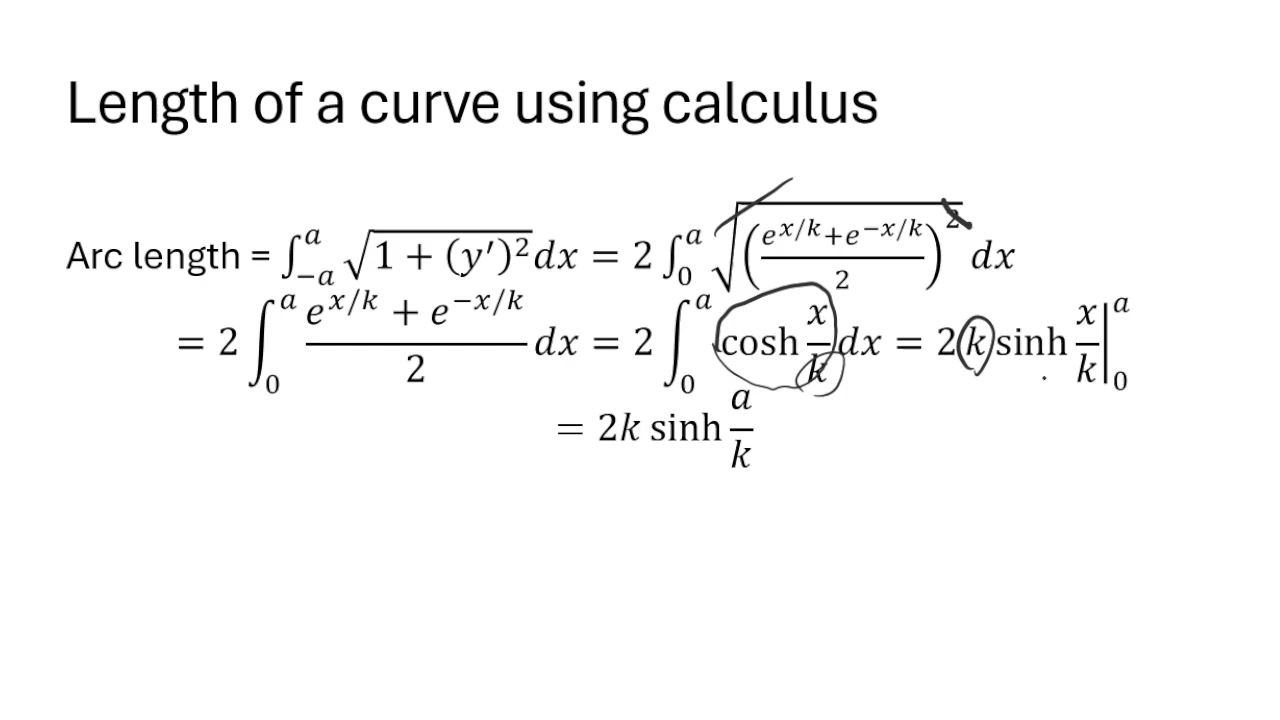 Length of a curve using calculus
Arc length = ∫_{-a}^{a} √(1 + (y′)²) dx = 2 ∫_0^a √(((e^{x/k}+e^{−x/k})/2)²) dx
= 2 ∫_0^a (e^{x/k} + e^{−x/k})/2 dx = 2 ∫_0^a cosh x/k dx = 2k sinh x/k |_0^a
= 2k sinh a/k